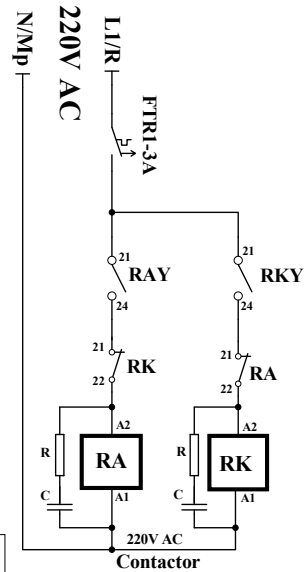 N/Mp
220V AC
L1/R
FTR1-3A
21
RAY
24
21
RKY
24
21
RK
22
21
RA
22
A2
R
RA
C
A1
A2
R
RK
C
A1
220V AC
Contactor